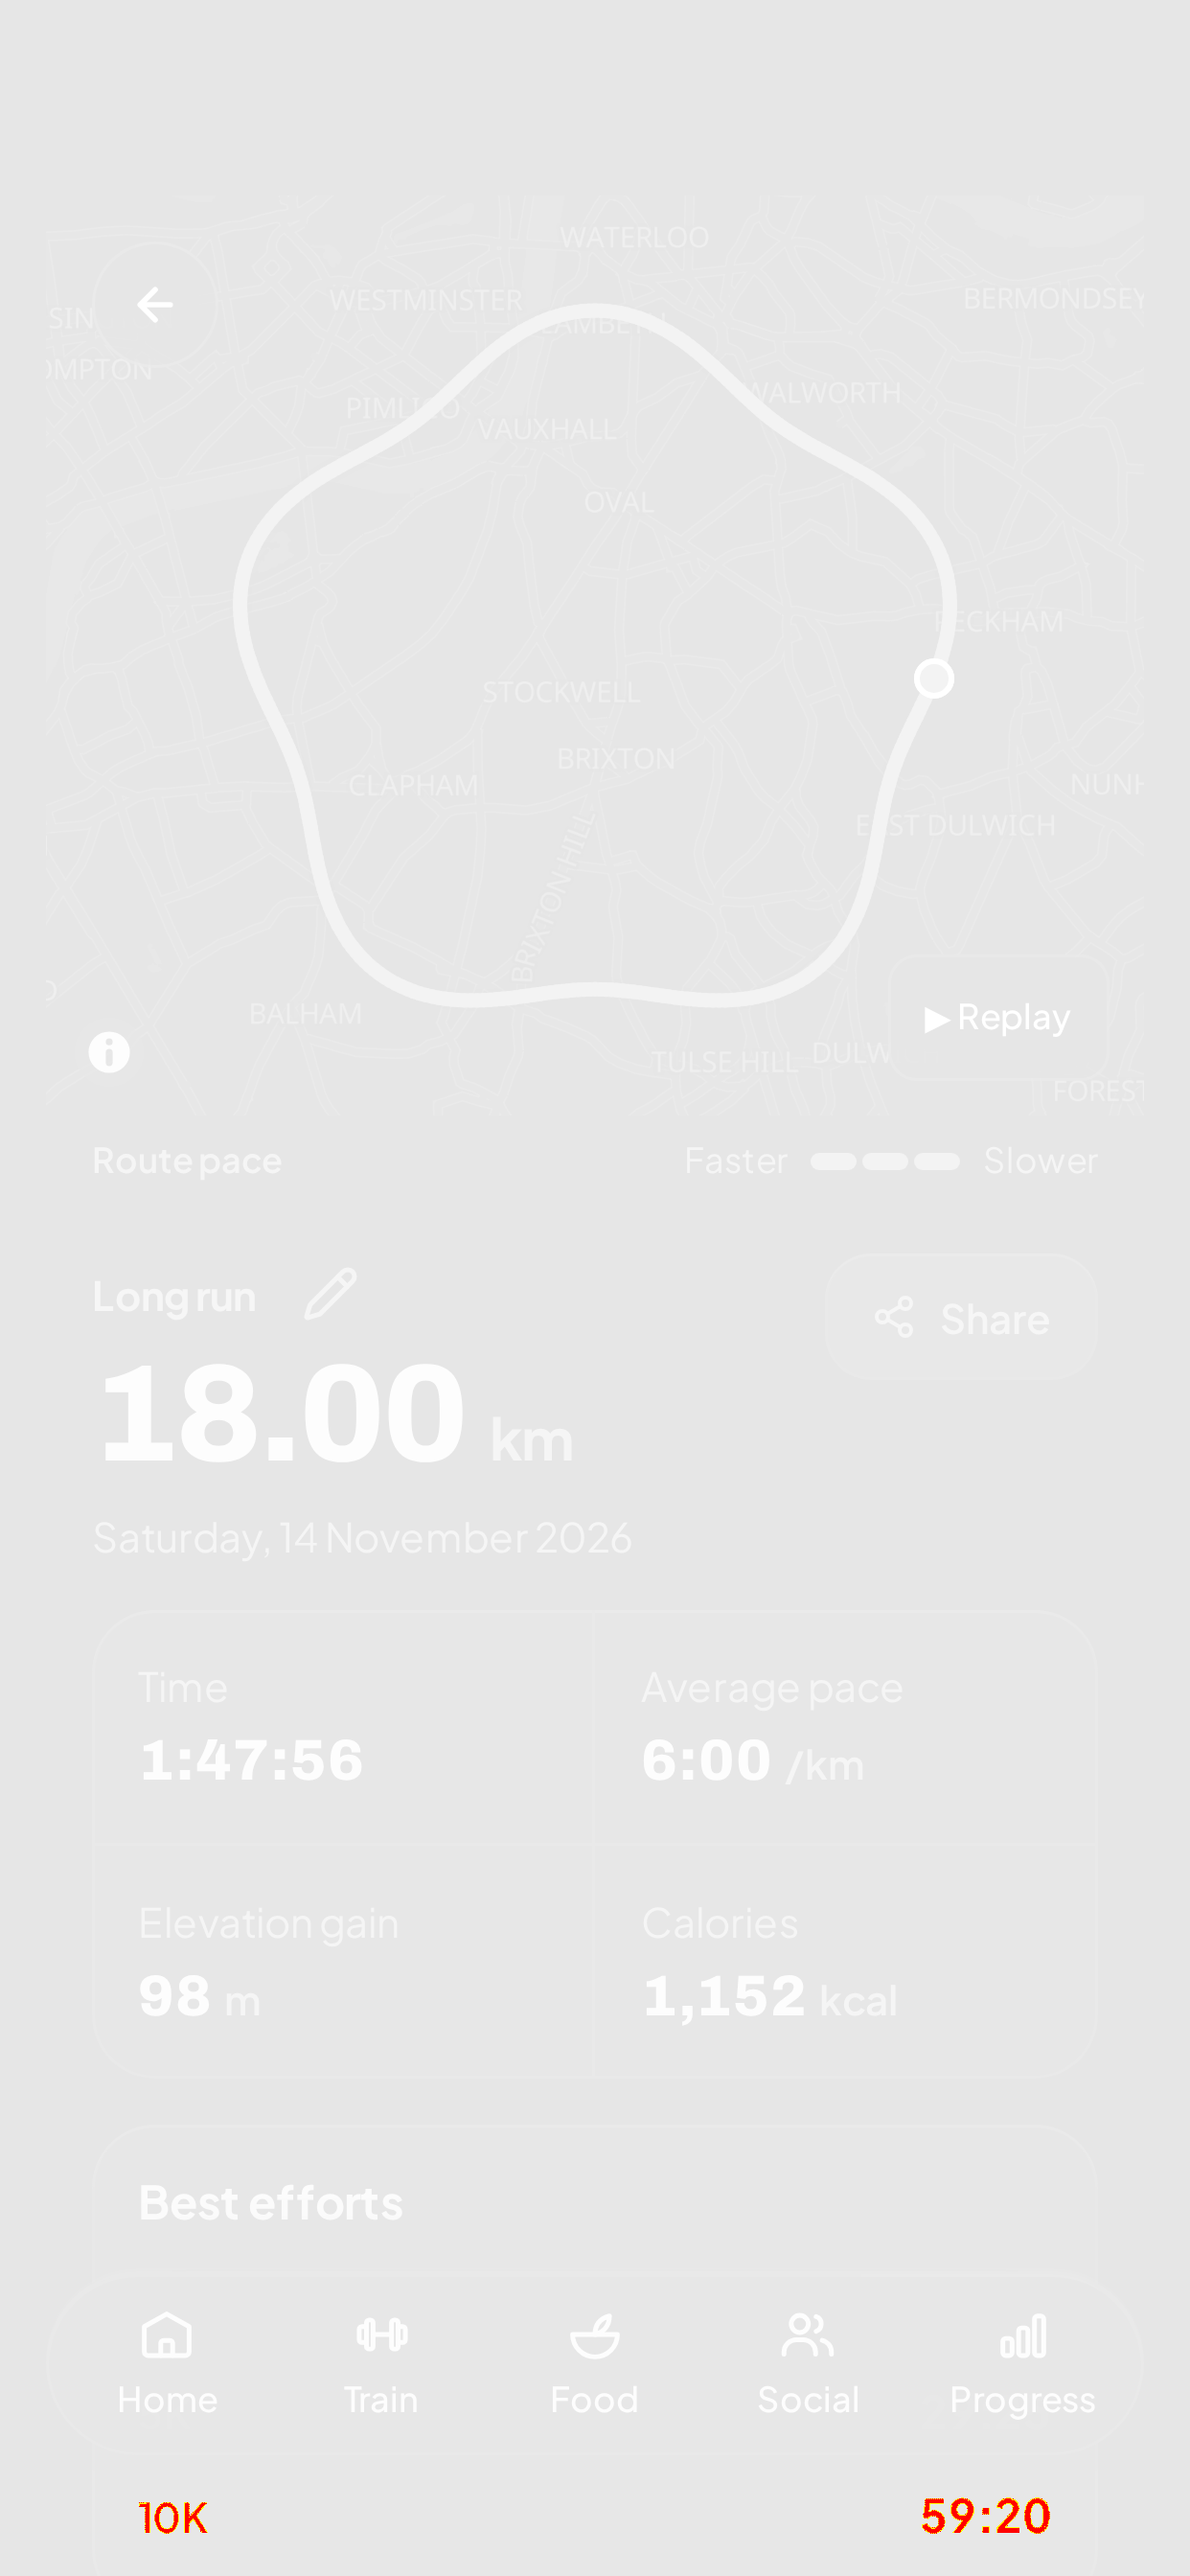 WATERLOO
WESTMINSTER
BERMONDSEY
LAMBETH
WALWORTH
PIMLICO
VAUXHALL
OVAL
PECKHAM
STOCKWELL
BRIXTON
CLAPHAM
EAST DULWICH
BRIXTON HILL
BALHAM
Replay
TULSE HILL
Route pace
Faster
Slower
Long run
Share
18.00 km
Saturday, 14 November 2026
Time
Average pace
1:47:56
6:00 /km
Elevation gain
Calories
98 m
1,152 kcal
Best efforts
Home
Train
Food
Social
Progress
10K
59:20